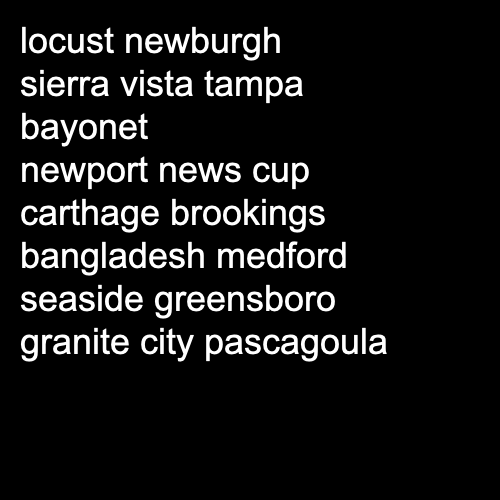 locust newburgh
sierra vista tampa
bayonet
newport news cup
carthage brookings
bangladesh medford
seaside greensboro
granite city pascagoula